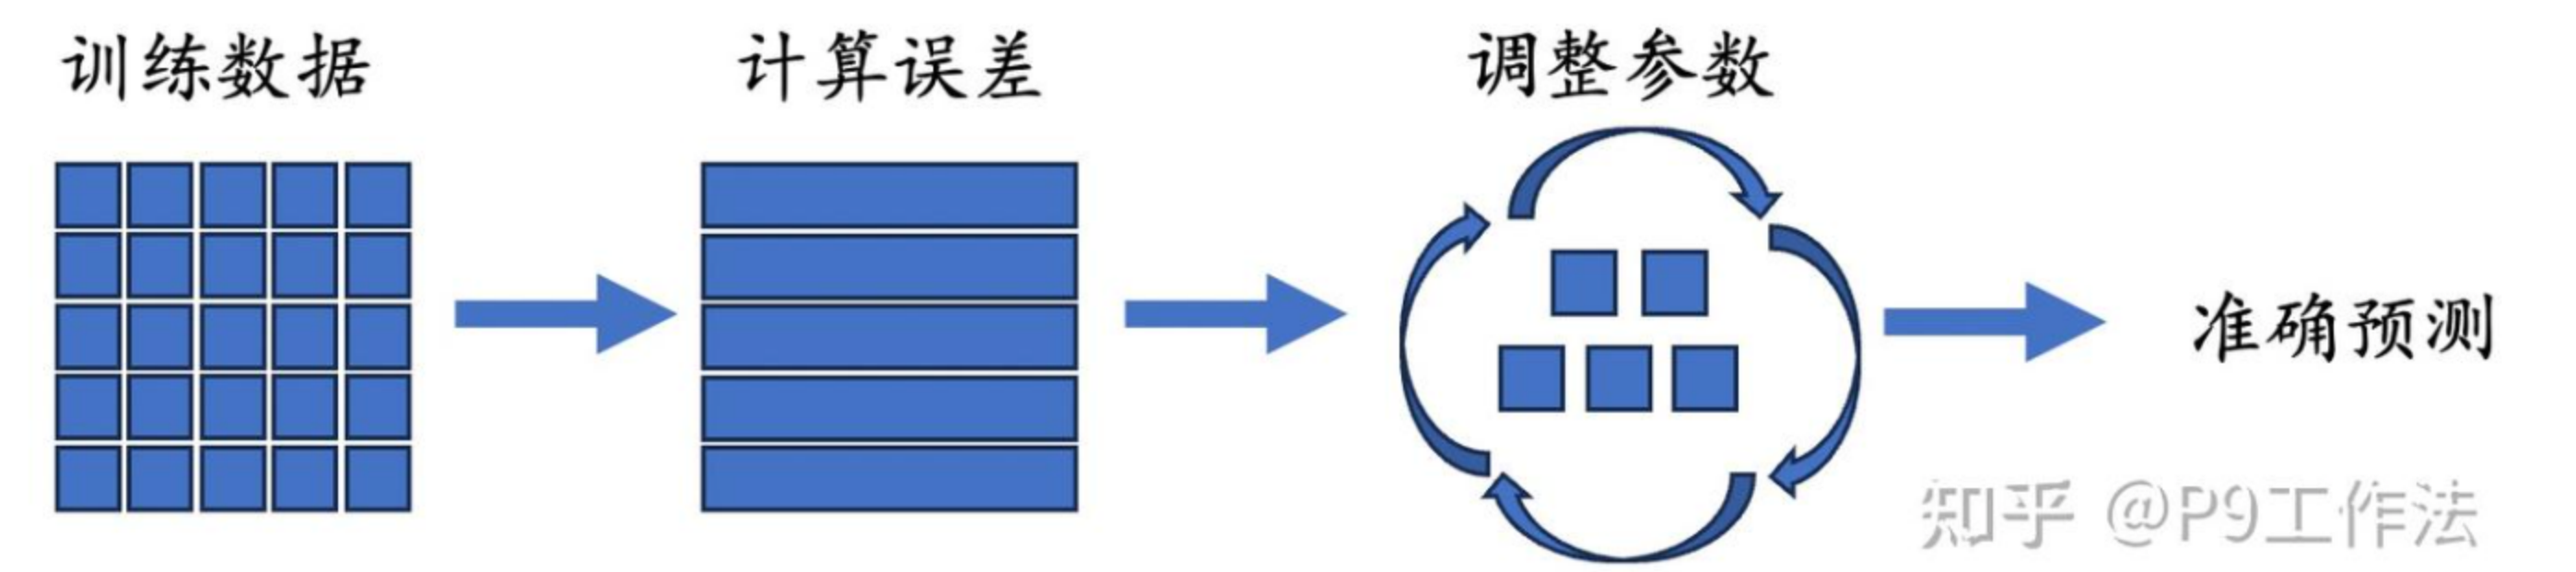 训练数据
计算误差
调整参数
准确预测
知乎 @P9工作法